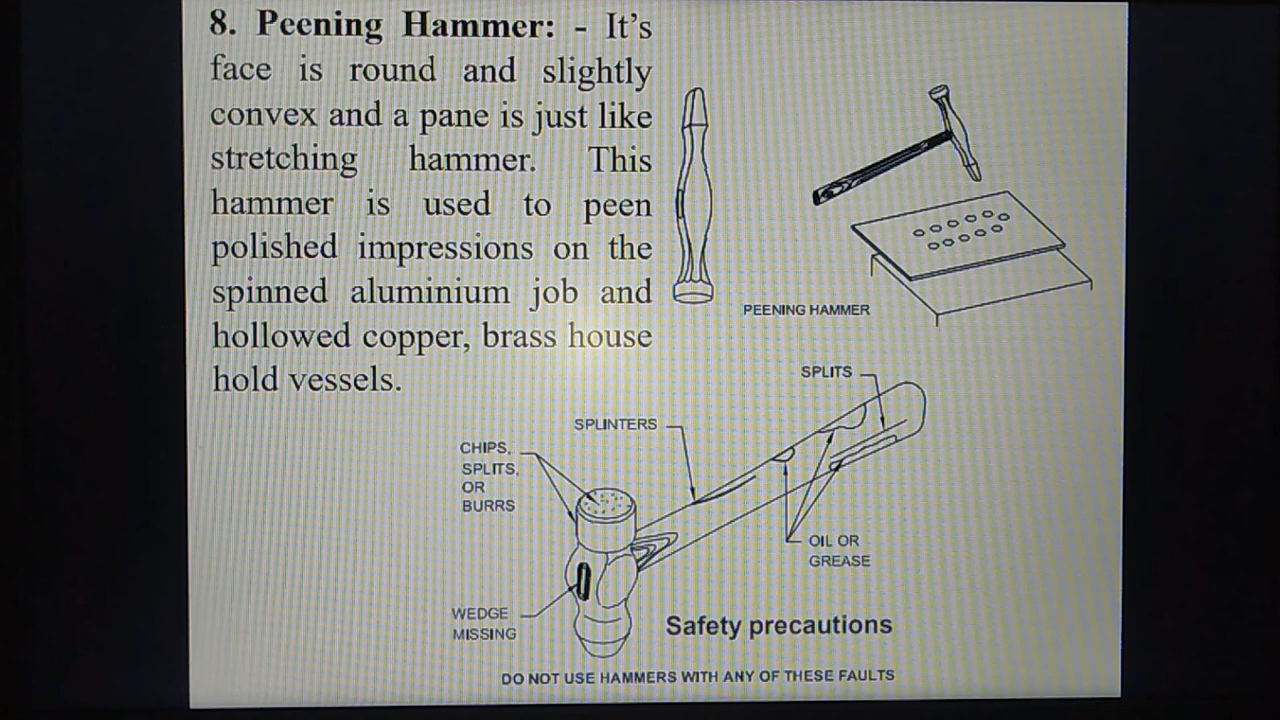 8. Peening Hammer: - It's
face is round and slightly
convex and a pane is just like
stretching hammer. This
hammer is used to peen
polished impressions on the
spinned aluminium job and
hollowed copper, brass house
hold vessels.
PEENING HAMMER
SPLITS
SPLINTERS
CHIPS,
SPLITS,
OR
BURRS
OIL OR
GREASE
WEDGE
MISSING
Safety precautions
DO NOT USE HAMMERS WITH ANY OF THESE FAULTS